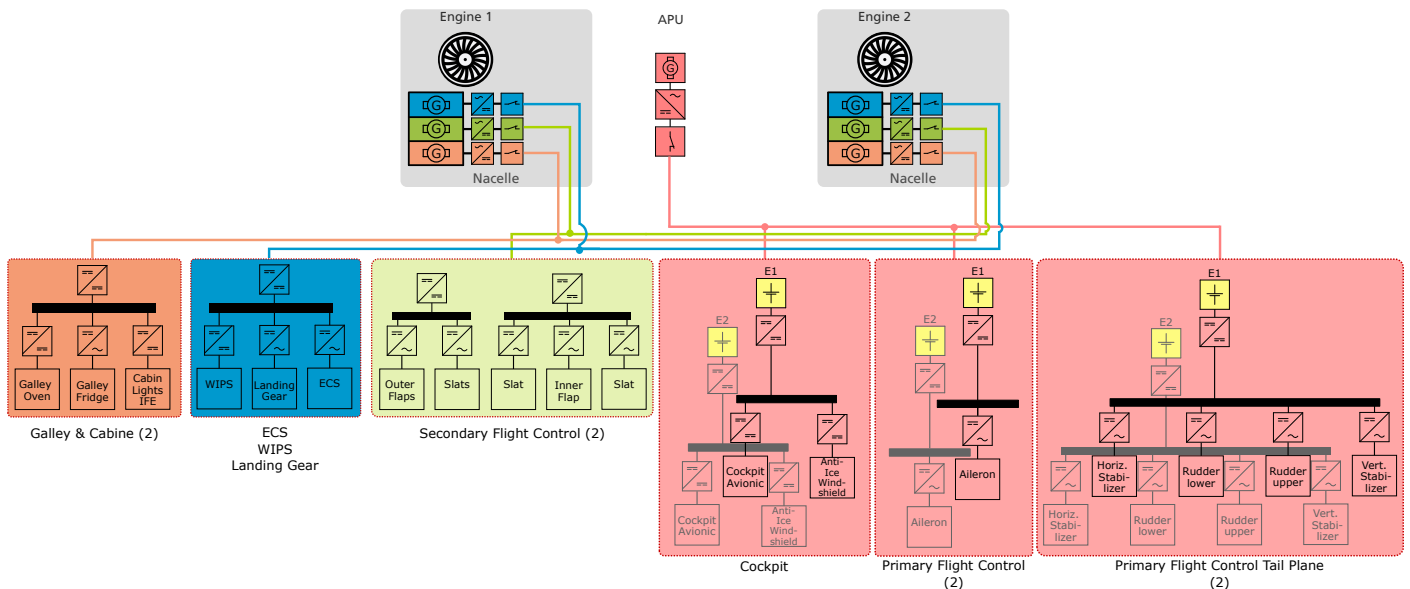 Engine 1
APU
Engine 2
G
G
G
G
G
G
G
Nacelle
Nacelle
Galley
Oven
Galley
Fridge
Cabin
Lights
IFE
Galley & Cabine (2)
WIPS
Landing
Gear
ECS
ECS
WIPS
Landing Gear
Outer
Flaps
Slats
Slat
Inner
Flap
Slat
Secondary Flight Control (2)
E1
E2
Cockpit
Avionic
Anti-
Ice
Wind-
shield
Cockpit
Avionic
Anti-
Ice
Wind-
shield
Cockpit
E1
E2
Aileron
Aileron
Primary Flight Control
(2)
E1
E2
Horiz.
Stabi-
lizer
Rudder
lower
Rudder
upper
Vert.
Stabi-
lizer
Horiz.
Stabi-
lizer
Rudder
lower
Rudder
upper
Vert.
Stabi-
lizer
Primary Flight Control Tail Plane
(2)